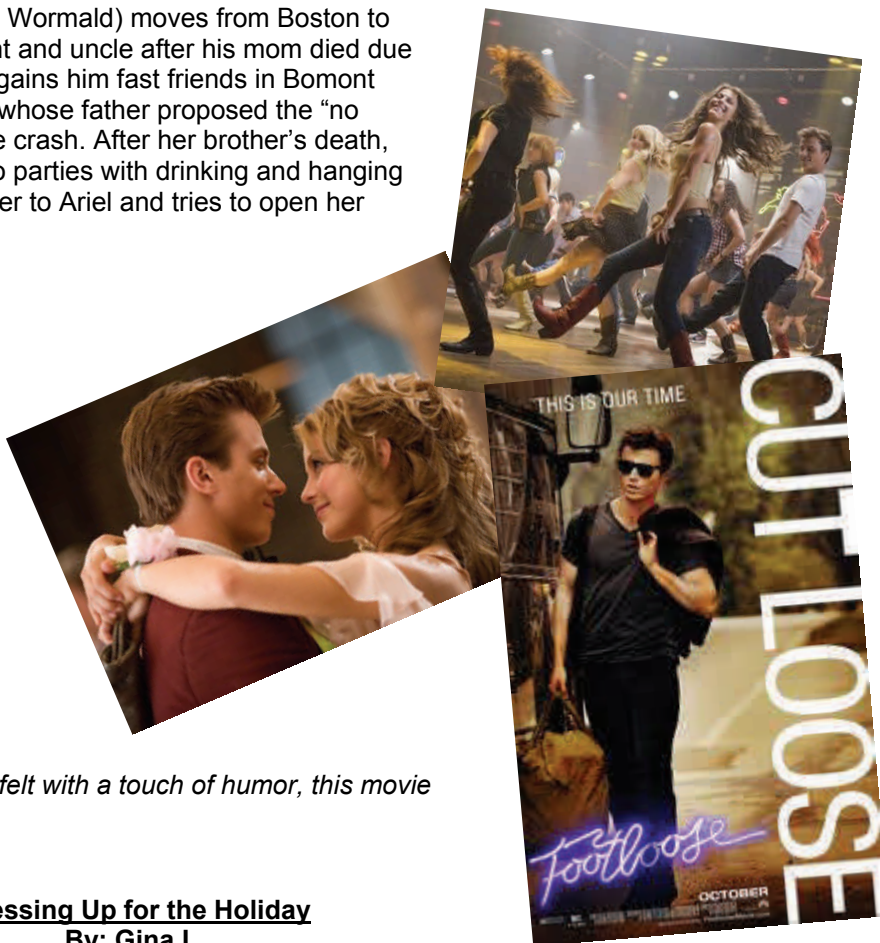 Wormald) moves from Boston to
t and uncle after his mom died due
gains him fast friends in Bomont
whose father proposed the “no
e crash. After her brother’s death,
o parties with drinking and hanging
er to Ariel and tries to open her
THIS IS OUR TIME
CUT LOOSE
Footloose
OCTOBER
felt with a touch of humor, this movie
essing Up for the Holiday
By: Gina L